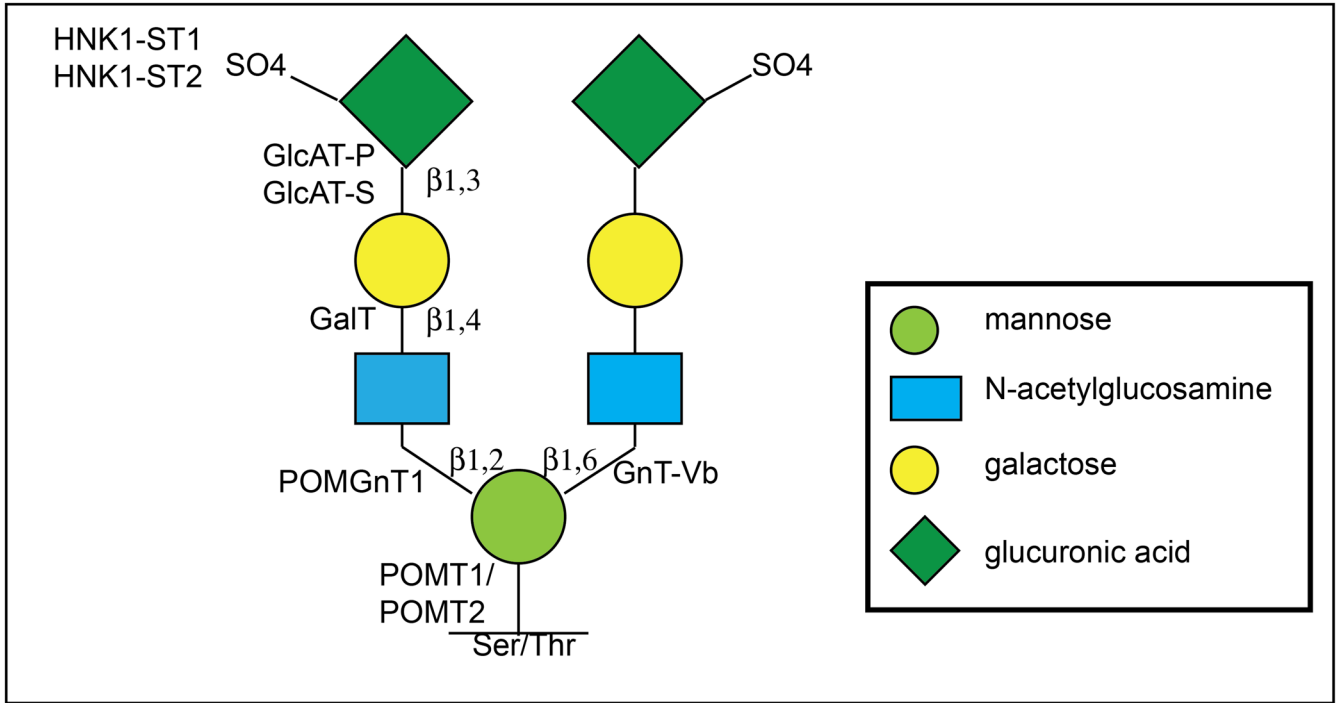 HNK1-ST1
HNK1-ST2
SO4
SO4
GlcAT-P
GlcAT-S
β1,3
GalT
β1,4
β1,2
β1,6
POMGnT1
GnT-Vb
POMT1/
POMT2
Ser/Thr
mannose
N-acetylglucosamine
galactose
glucuronic acid